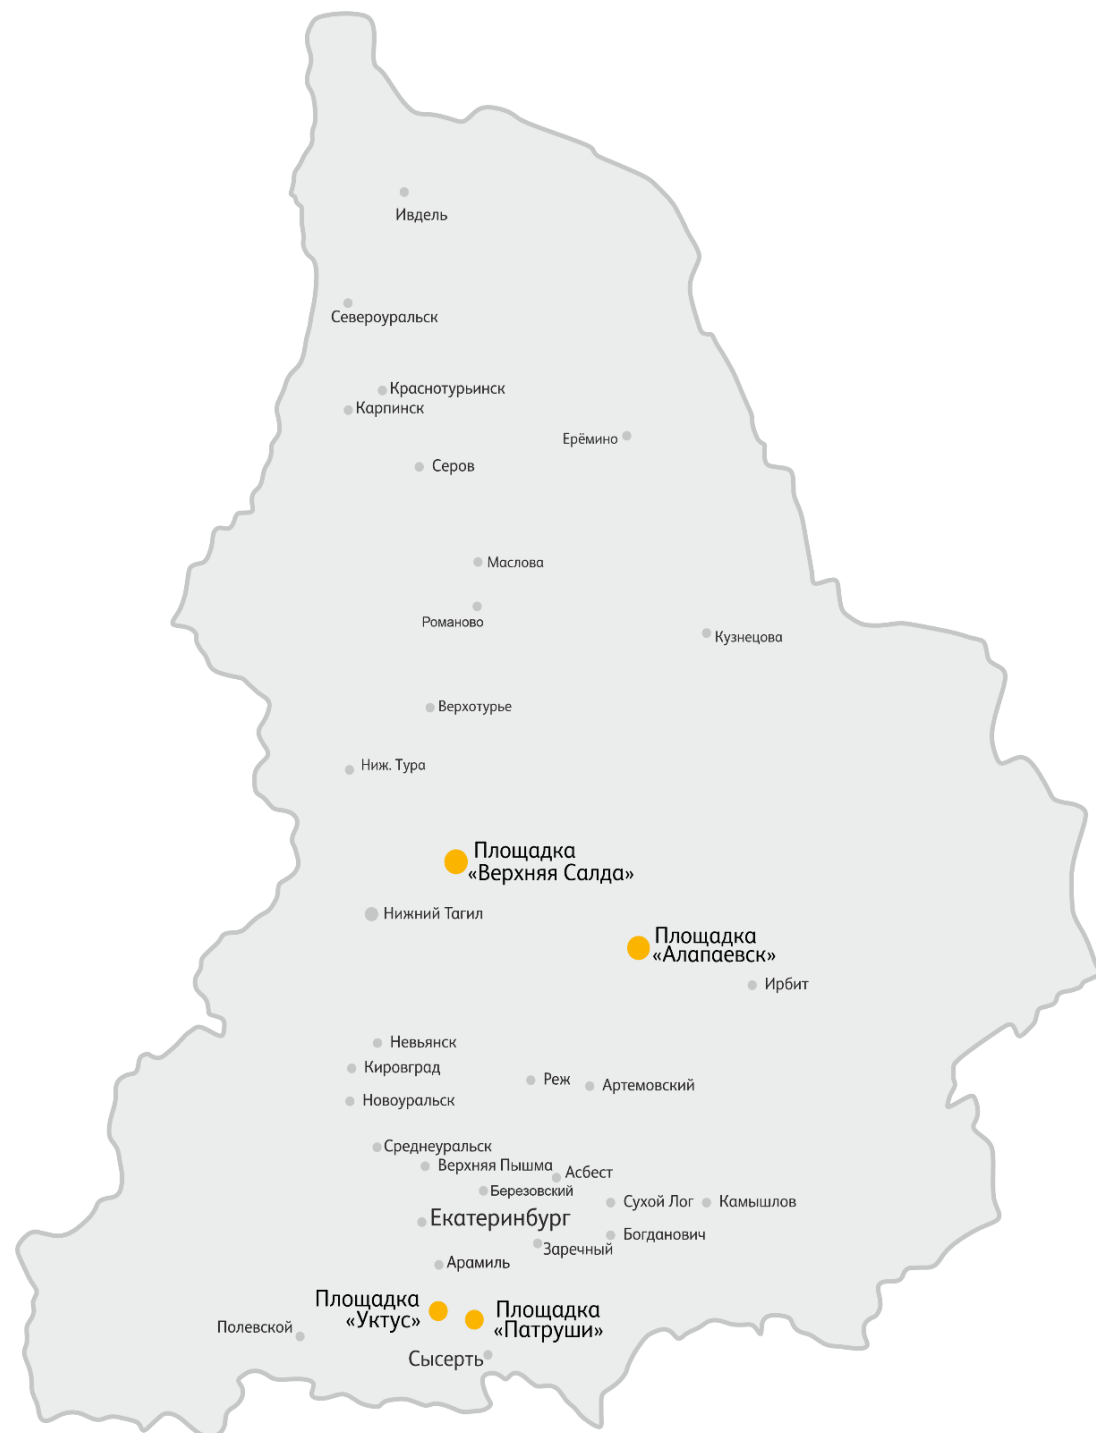 Ивдель
Североуральск
Краснотурьинск
Карпинск
Ерёмино
Серов
Маслова
Романово
Кузнецова
Верхотурье
Ниж. Тура
Площадка
«Верхняя Салда»
Нижний Тагил
Площадка
«Алапаевск»
Ирбит
Невьянск
Кировград
Реж
Артемовский
Новоуральск
Среднеуральск
Верхняя Пышма
Асбест
Березовский
Сухой Лог
Камышлов
Екатеринбург
Богданович
Заречный
Арамиль
Площадка
«Уктус»
Площадка
«Патруши»
Полевской
Сысерть